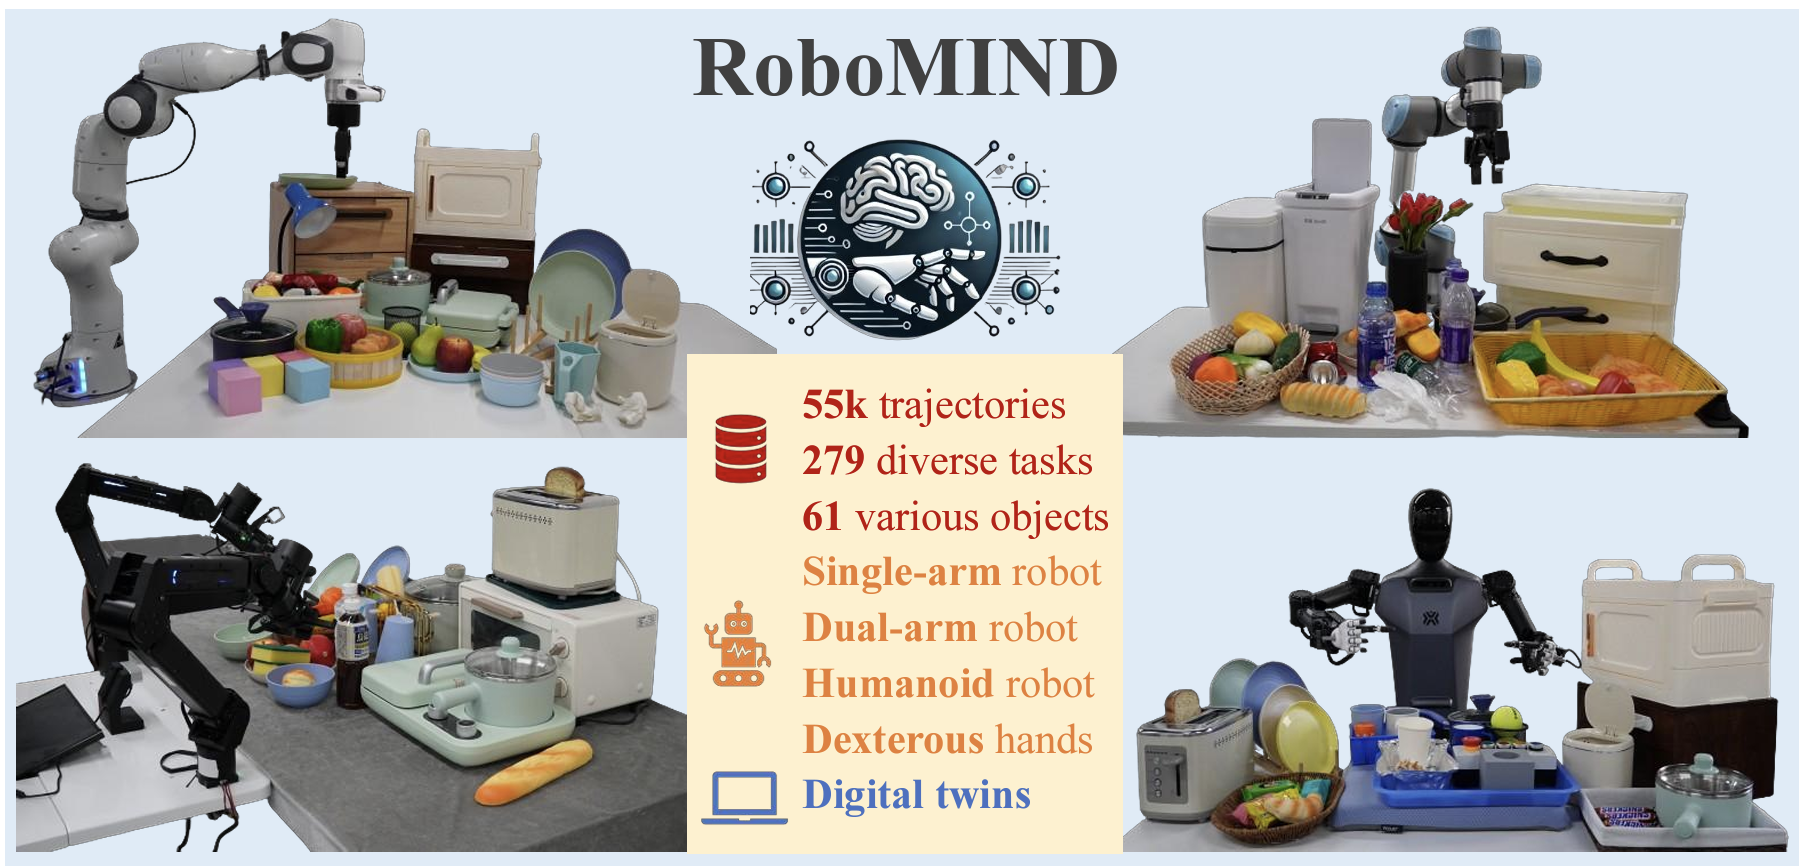 RoboMIND
55k trajectories
279 diverse tasks
61 various objects
Single-arm robot
Dual-arm robot
Humanoid robot
Dexterous hands
Digital twins